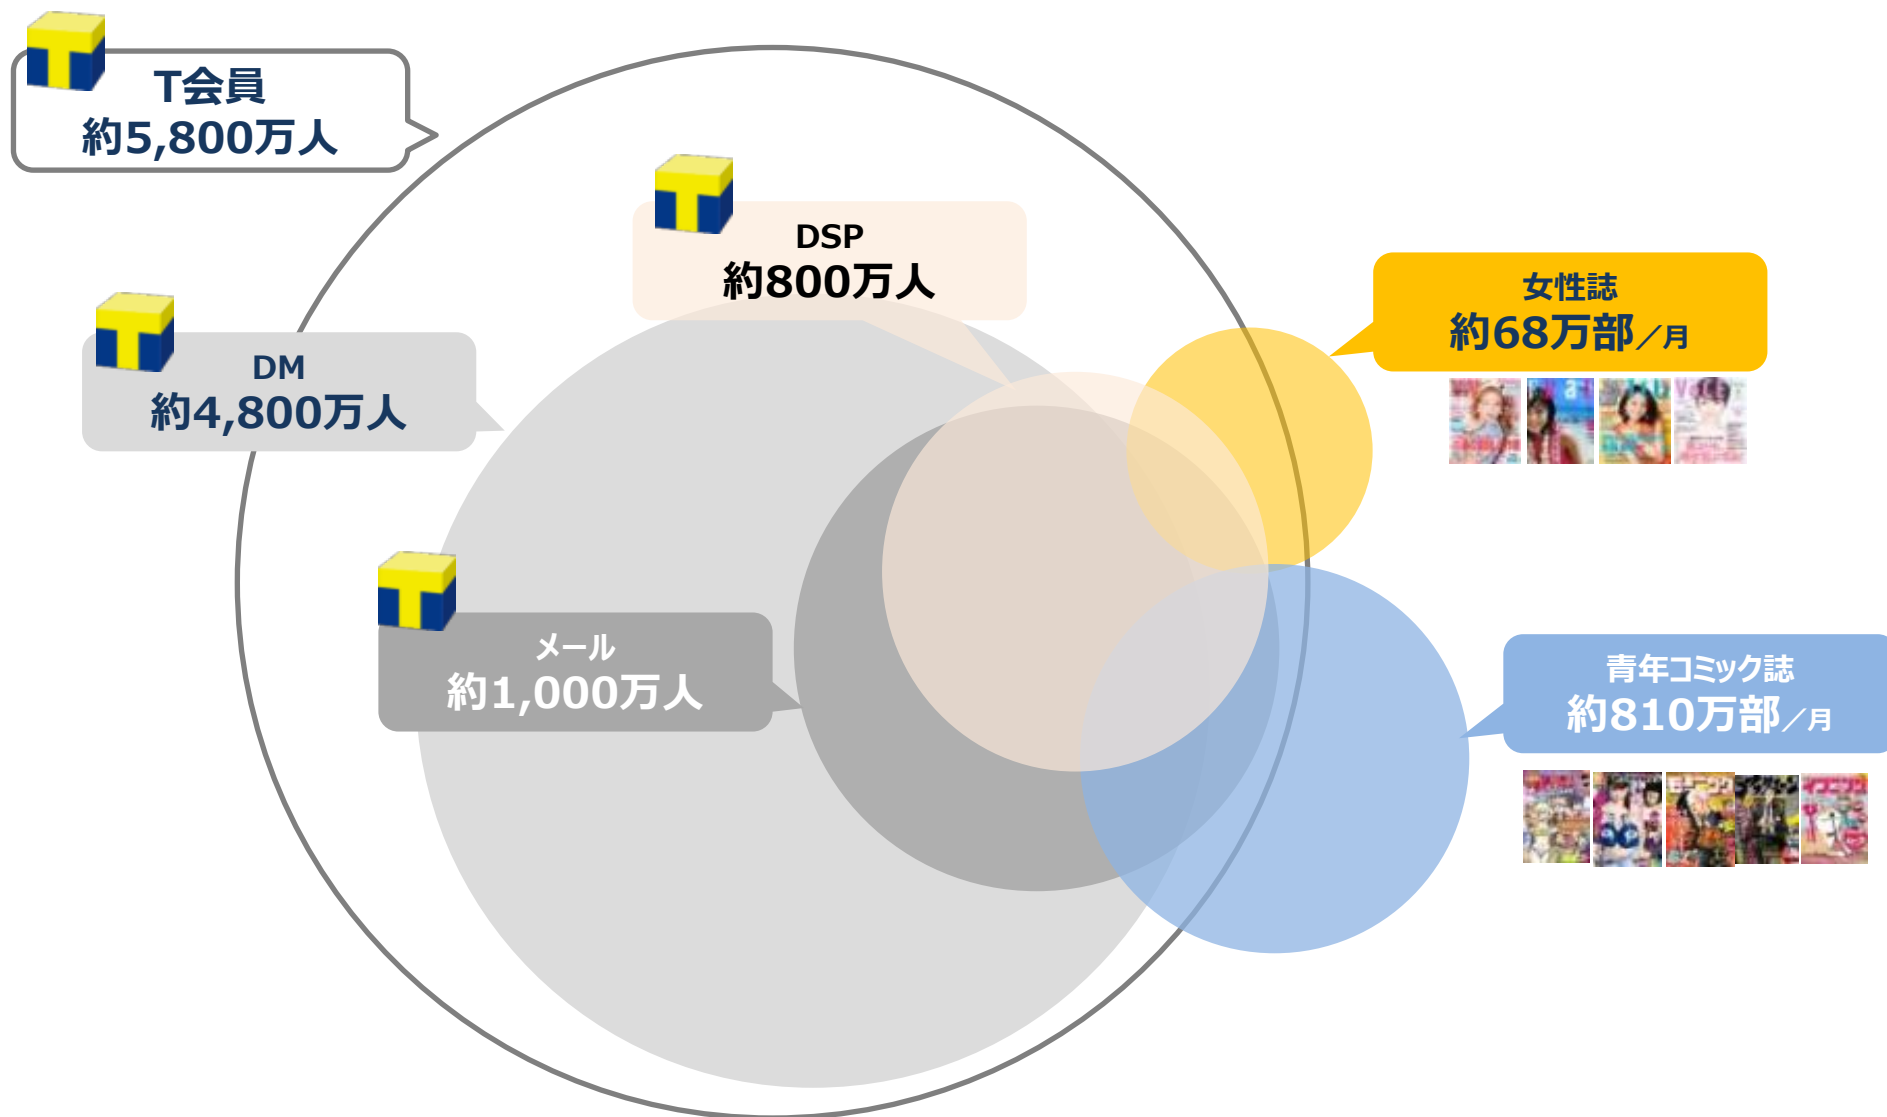 T会員
約5,800万人
DSP
約800万人
女性誌
約68万部／月
DM
約4,800万人
メール
約1,000万人
青年コミック誌
約810万部／月